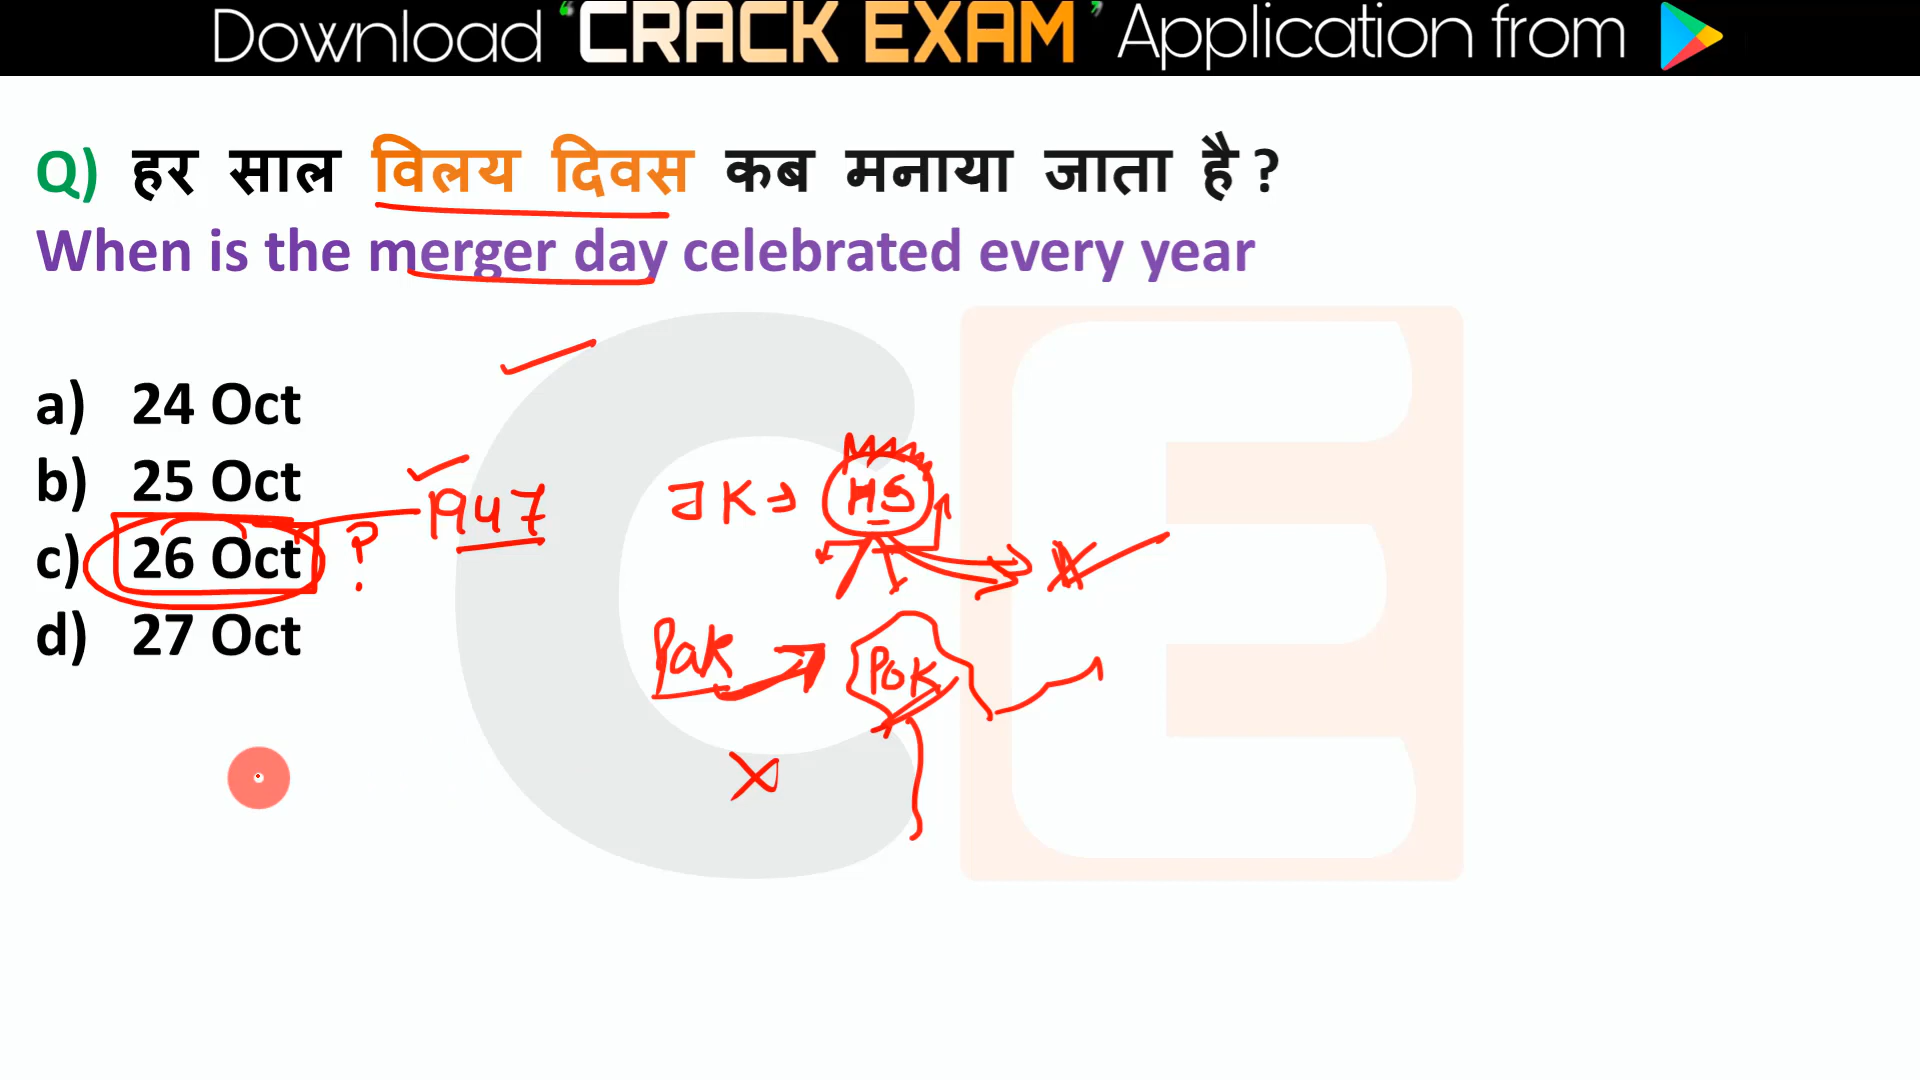 Download ‘CRACK EXAM’ Application from
Q) हर साल विलय दिवस कब मनाया जाता है ?
When is the merger day celebrated every year
a) 24 Oct
b) 25 Oct
c) 26 Oct ?
d) 27 Oct
1947
JK ⇒ HS
Pak → POK
CE